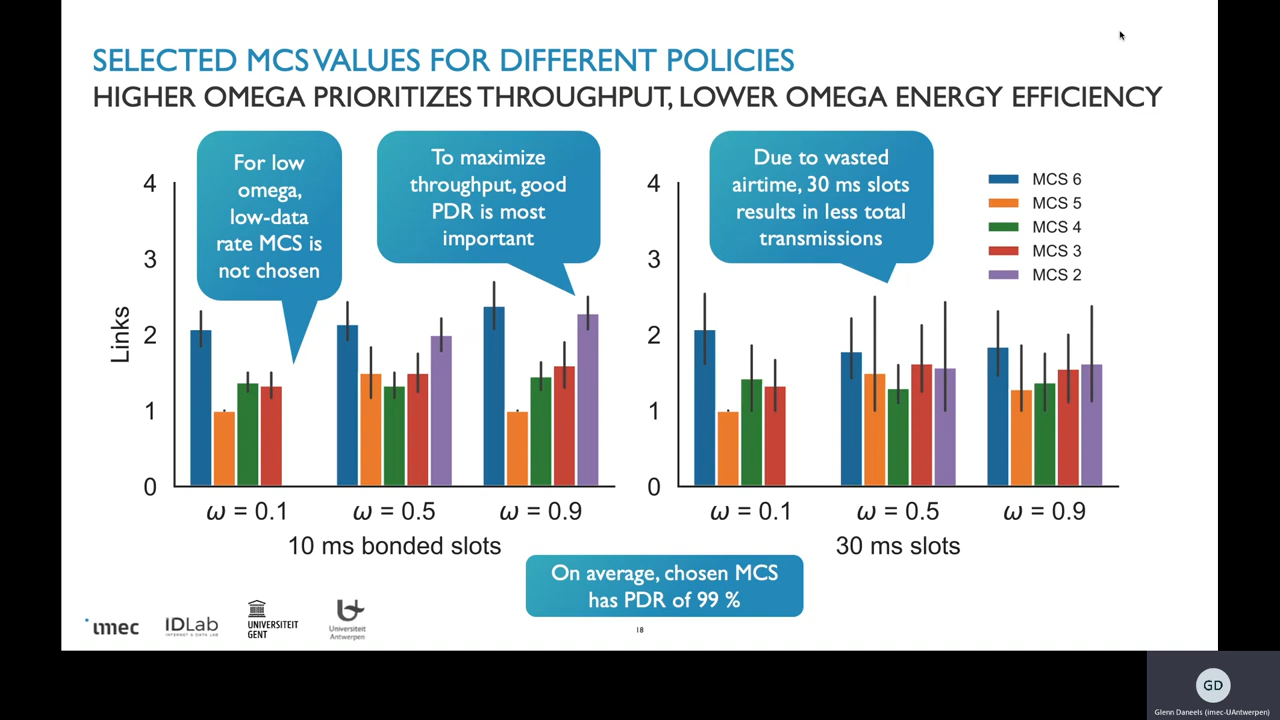 SELECTED MCS VALUES FOR DIFFERENT POLICIES
HIGHER OMEGA PRIORITIZES THROUGHPUT, LOWER OMEGA ENERGY EFFICIENCY
For low
omega,
low-data
rate MCS is
not chosen
To maximize
throughput, good
PDR is most
important
Due to wasted
airtime, 30 ms slots
results in less total
transmissions
MCS 6
MCS 5
MCS 4
MCS 3
MCS 2
4
3
2
1
0
Links
ω = 0.1
ω = 0.5
ω = 0.9
10 ms bonded slots
4
3
2
1
0
ω = 0.1
ω = 0.5
ω = 0.9
30 ms slots
On average, chosen MCS
has PDR of 99 %
imec
IDLab
INTERNET & DATA LAB
UNIVERSITEIT
GENT
Universiteit
Antwerpen
18
GD
Glenn Daneels (imec-UAntwerpen)